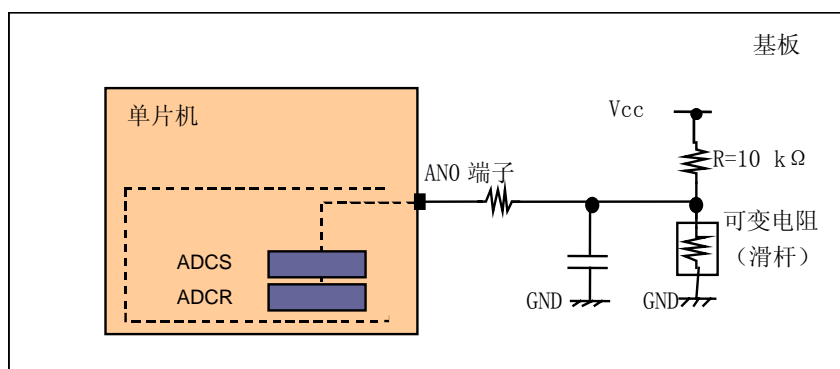 基板
单片机
Vcc
R=10 kΩ
AN0 端子
可变电阻
（滑杆）
ADCS
ADCR
GND
GND